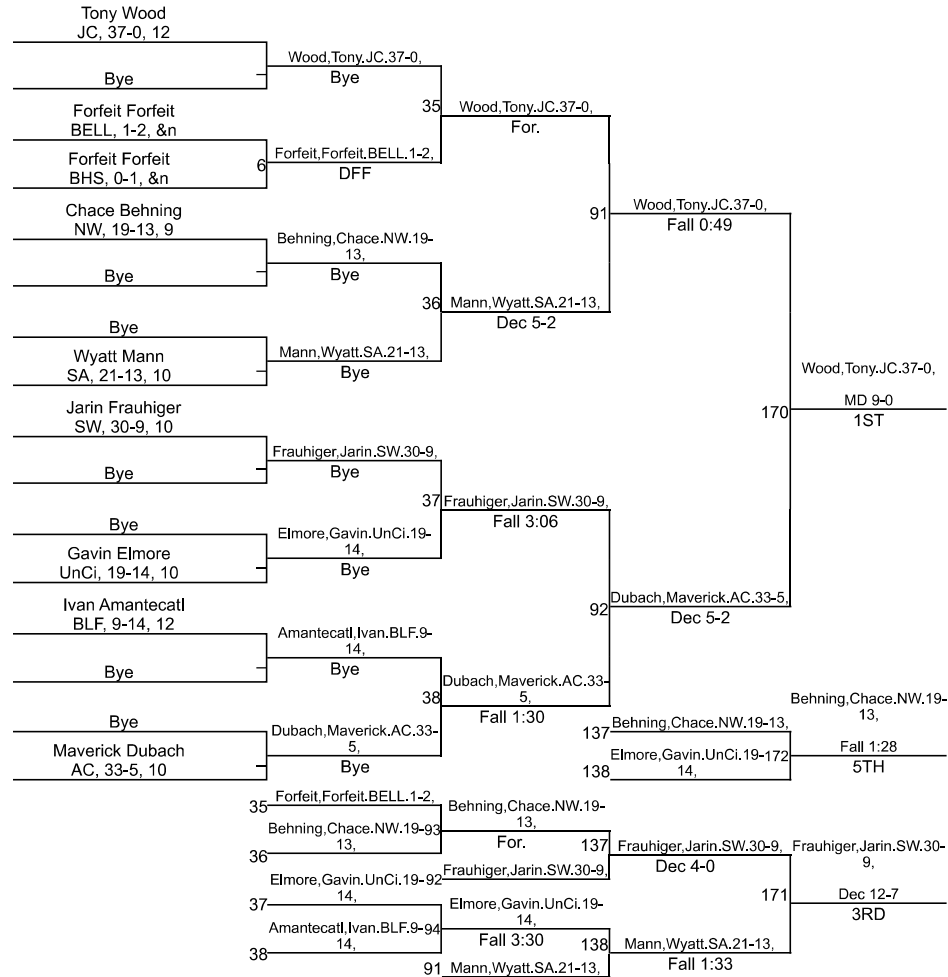 Tony Wood
JC, 37-0, 12
Bye
Wood,Tony.JC.37-0,
Bye
35
Forfeit Forfeit
BELL, 1-2, &n
Forfeit Forfeit
BHS, 0-1, &n
6
Forfeit,Forfeit.BELL.1-2,
DFF
Wood,Tony.JC.37-0,
For.
Chace Behning
NW, 19-13, 9
Bye
Behning,Chace.NW.19-
13,
Bye
36
Bye
Wyatt Mann
SA, 21-13, 10
Mann,Wyatt.SA.21-13,
Bye
Mann,Wyatt.SA.21-13,
Dec 5-2
91
Wood,Tony.JC.37-0,
Fall 0:49
Jarin Frauhiger
SW, 30-9, 10
Bye
Frauhiger,Jarin.SW.30-9,
Bye
37
Bye
Gavin Elmore
UnCi, 19-14, 10
Elmore,Gavin.UnCi.19-
14,
Bye
Frauhiger,Jarin.SW.30-9,
Fall 3:06
Ivan Amantecatl
BLF, 9-14, 12
Bye
Amantecatl,Ivan.BLF.9-
14,
Bye
38
Bye
Maverick Dubach
AC, 33-5, 10
Dubach,Maverick.AC.33-
5,
Bye
Dubach,Maverick.AC.33-
5,
Fall 1:30
92
Dubach,Maverick.AC.33-5,
Dec 5-2
170
Wood,Tony.JC.37-0,
MD 9-0
1ST
137
Behning,Chace.NW.19-13,
138
Elmore,Gavin.UnCi.19-
14,
172
Behning,Chace.NW.19-
13,
Fall 1:28
5TH
35
Forfeit,Forfeit.BELL.1-2,
36
Behning,Chace.NW.19-
13,
93
Behning,Chace.NW.19-
13,
For.
92
Frauhiger,Jarin.SW.30-9,
137
Frauhiger,Jarin.SW.30-9,
Dec 4-0
37
Elmore,Gavin.UnCi.19-
14,
38
Amantecatl,Ivan.BLF.9-
14,
94
Elmore,Gavin.UnCi.19-
14,
Fall 3:30
91
Mann,Wyatt.SA.21-13,
138
Mann,Wyatt.SA.21-13,
Fall 1:33
171
Frauhiger,Jarin.SW.30-
9,
Dec 12-7
3RD